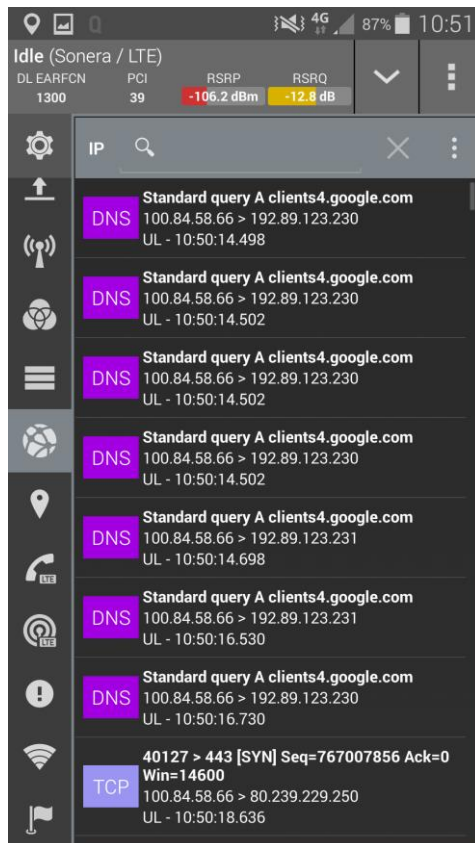 4G 87% 10:51
Idle (Sonera / LTE)
DL EARFCN PCI RSRP RSRQ
1300 39 -106.2 dBm -12.8 dB
IP
DNS
Standard query A clients4.google.com
100.84.58.66 > 192.89.123.230
UL - 10:50:14.498
DNS
Standard query A clients4.google.com
100.84.58.66 > 192.89.123.230
UL - 10:50:14.502
DNS
Standard query A clients4.google.com
100.84.58.66 > 192.89.123.230
UL - 10:50:14.502
DNS
Standard query A clients4.google.com
100.84.58.66 > 192.89.123.230
UL - 10:50:14.502
DNS
Standard query A clients4.google.com
100.84.58.66 > 192.89.123.231
UL - 10:50:14.698
DNS
Standard query A clients4.google.com
100.84.58.66 > 192.89.123.231
UL - 10:50:16.530
DNS
Standard query A clients4.google.com
100.84.58.66 > 192.89.123.230
UL - 10:50:16.730
TCP
40127 > 443 [SYN] Seq=767007856 Ack=0
Win=14600
100.84.58.66 > 80.239.229.250
UL - 10:50:18.636
LTE
LTE